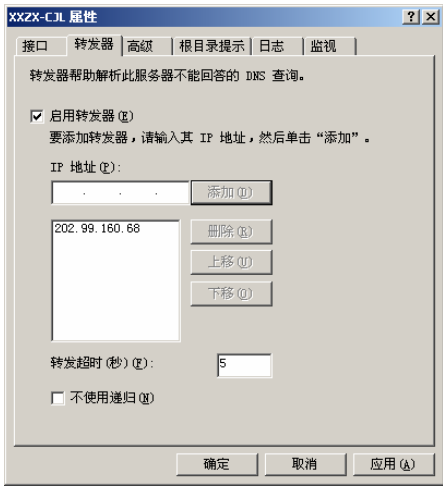 XXZX-CJL 属性
接口 转发器 高级 根目录提示 日志 监视
转发器帮助解析此服务器不能回答的 DNS 查询。
启用转发器(E)
要添加转发器，请输入其 IP 地址，然后单击“添加”。
IP 地址(P):
. . . 添加(D)
202.99.160.68
删除(R)
上移(U)
下移(O)
转发超时(秒)(F): 5
不使用递归(N)
确定 取消 应用(A)